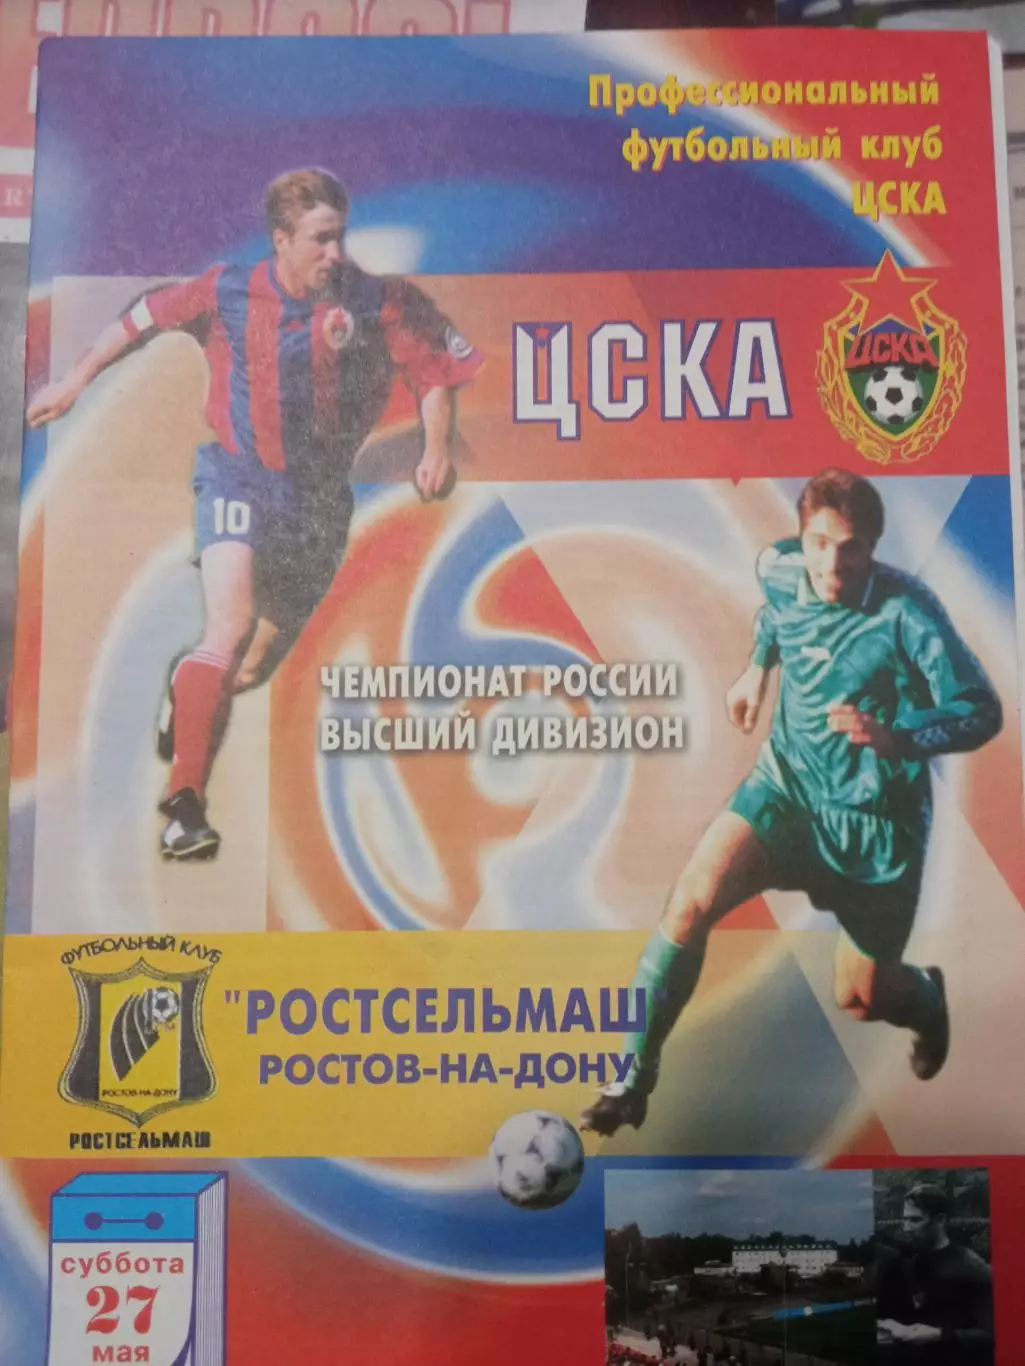 Профессиональный
футбольный клуб
ЦСКА
ЦСКА
ЦСКА
10
ЧЕМПИОНАТ РОССИИ
ВЫСШИЙ ДИВИЗИОН
ФУТБОЛЬНЫЙ КЛУБ
РОСТОВ-НА-ДОНУ
РОСТСЕЛЬМАШ
"РОСТСЕЛЬМАШ"
РОСТОВ-НА-ДОНУ
суббота
27
мая